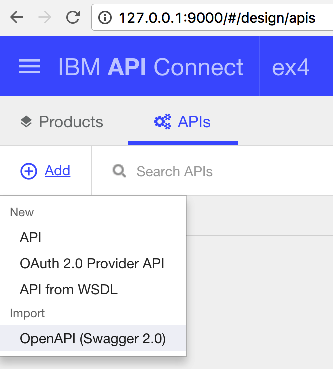 127.0.0.1:9000/#/design/apis
IBM API Connect ex4
Products APIs
Add Search APIs
New
API
OAuth 2.0 Provider API
API from WSDL
Import
OpenAPI (Swagger 2.0)